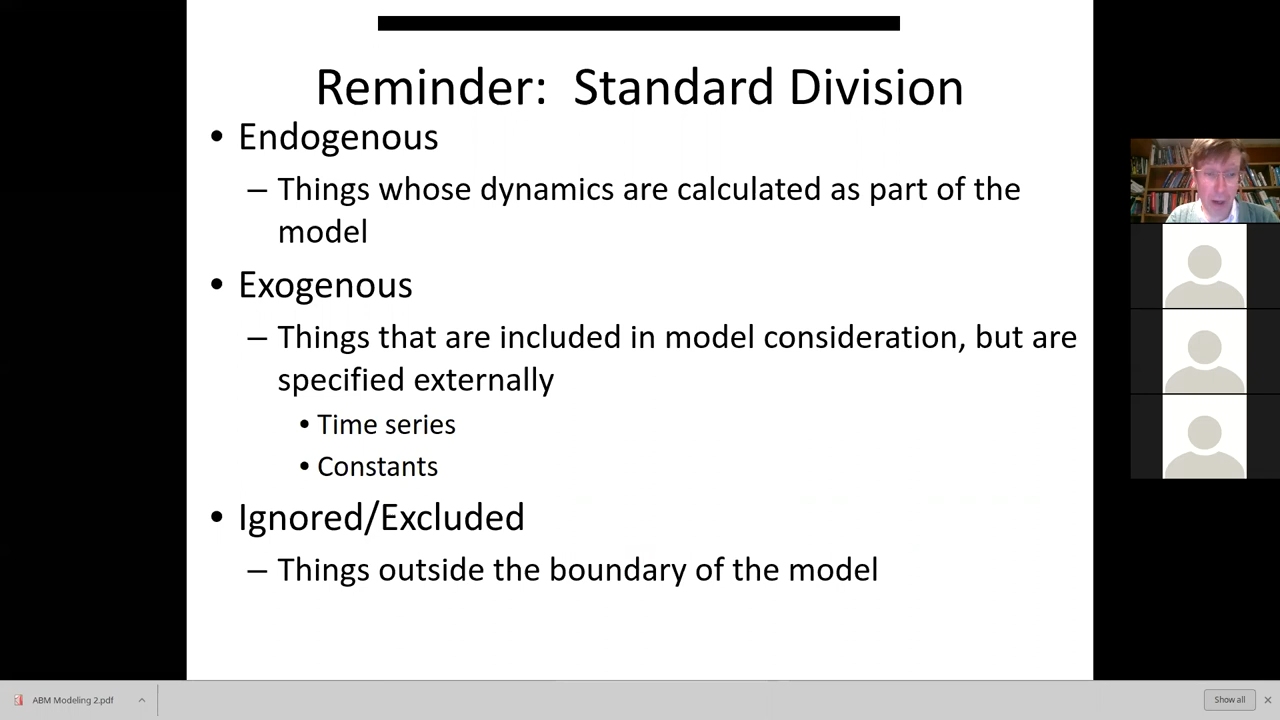 Reminder: Standard Division
• Endogenous
– Things whose dynamics are calculated as part of the
model
• Exogenous
– Things that are included in model consideration, but are
specified externally
• Time series
• Constants
• Ignored/Excluded
– Things outside the boundary of the model
ABM Modeling 2.pdf
Show all